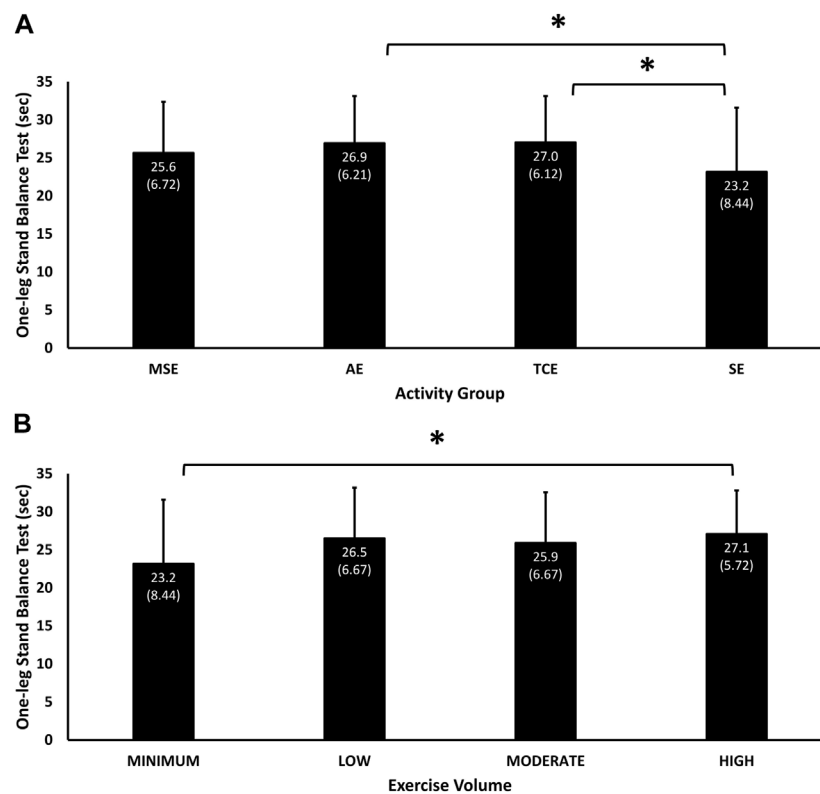 A
*
*
One-leg Stand Balance Test (sec)
35
30
25
20
15
10
5
0
25.6
(6.72)
26.9
(6.21)
27.0
(6.12)
23.2
(8.44)
MSE
AE
TCE
SE
Activity Group
B
*
One-leg Stand Balance Test (sec)
35
30
25
20
15
10
5
0
23.2
(8.44)
26.5
(6.67)
25.9
(6.67)
27.1
(5.72)
MINIMUM
LOW
MODERATE
HIGH
Exercise Volume